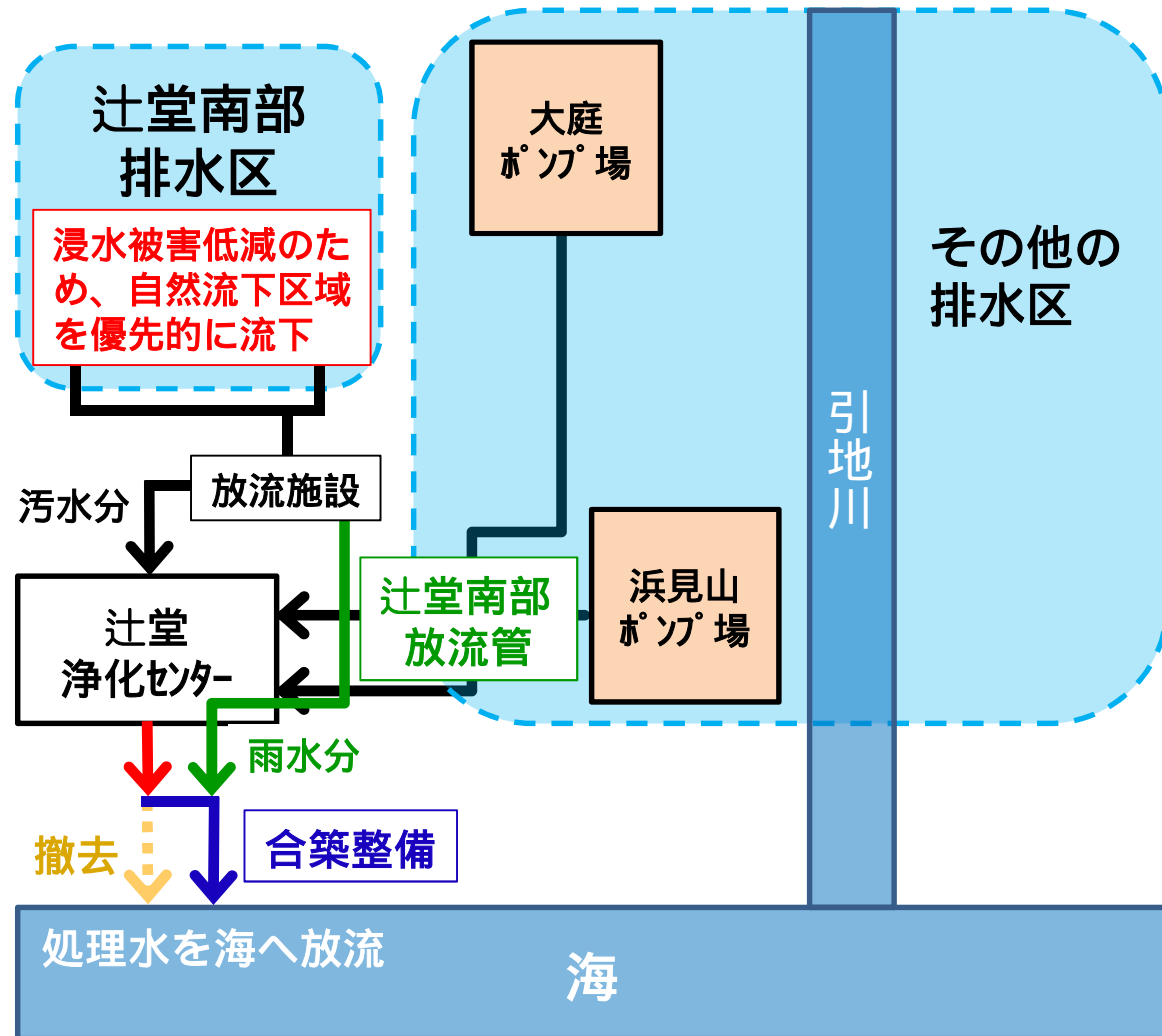 辻堂南部
排水区
浸水被害低減のた
め、自然流下区域
を優先的に流下
大庭
ﾎﾟﾝﾌﾟ場
その他の
排水区
引地川
放流施設
汚水分
辻堂南部
放流管
浜見山
ﾎﾟﾝﾌﾟ場
辻堂
浄化ｾﾝﾀｰ
雨水分
撤去
合築整備
処理水を海へ放流
海